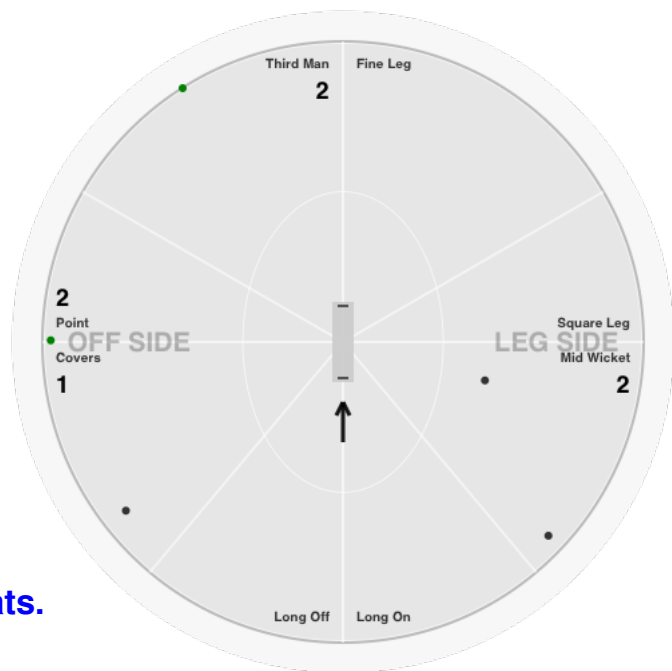 Third Man
Fine Leg
2
2
Point
Square Leg
OFF SIDE
LEG SIDE
Covers
Mid Wicket
1
2
Long Off
Long On